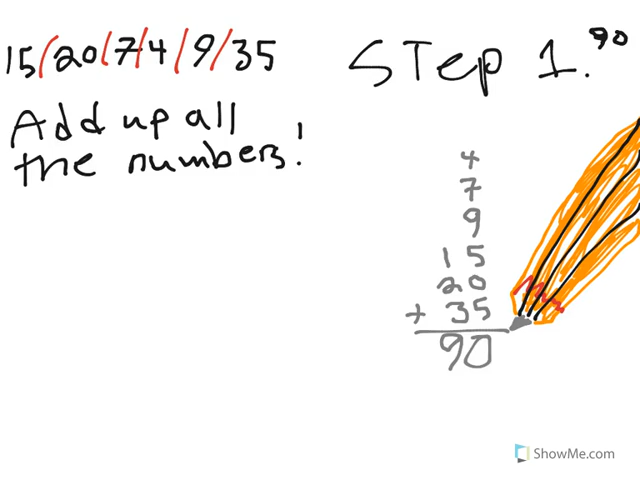 15/20/7/4/9/35
Add up all
the numbers!
Step 1. 90
4
7
9
15
20
+ 35
90
ShowMe.com